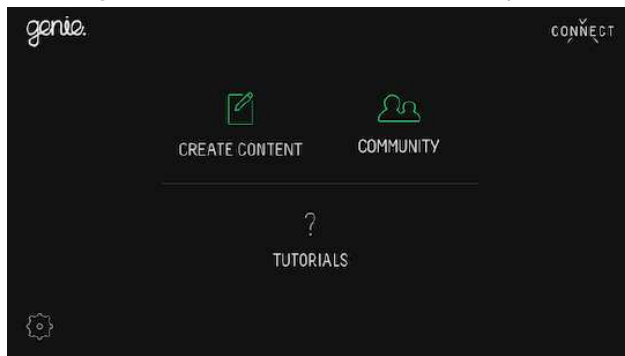 genie.
CONNECT
CREATE CONTENT
COMMUNITY
?
TUTORIALS